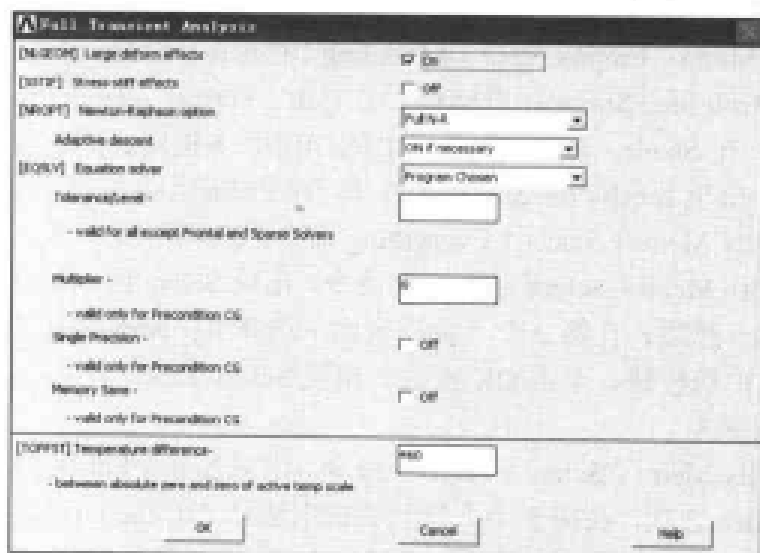 Full Transient Analysis
[NLGEOM] Large deform effects
On
[SSTIF] Stress-stiff effects
Off
[NROPT] Newton-Raphson option
Full N-R
Adaptive descent
ON if necessary
[EQSLV] Equation solver
Program Chosen
Tolerance/Level -
- valid for all except Frontal and Sparse Solvers
Multiplier -
0
- valid only for Precondition CG
Single Precision -
Off
- valid only for Precondition CG
Memory Save -
Off
- valid only for Precondition CG
[TOFFST] Temperature difference-
- between absolute zero and zero of active temp scale
OK
Cancel
Help